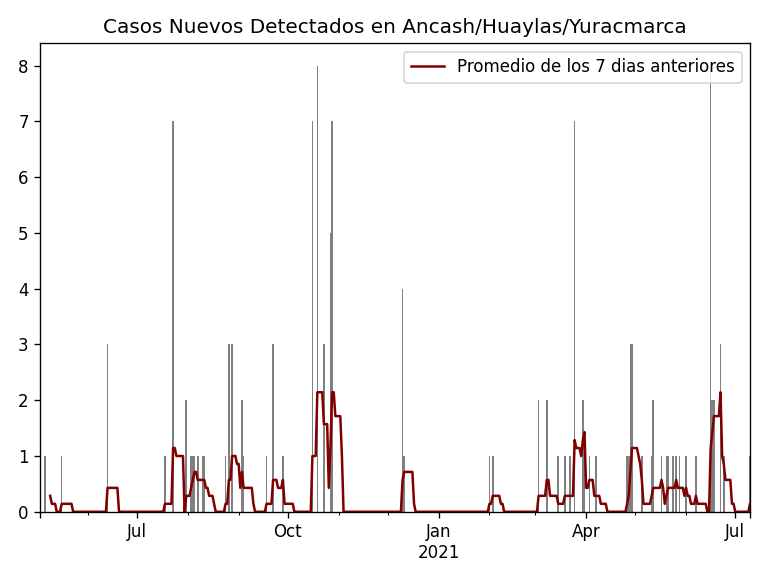 Casos Nuevos Detectados en Ancash/Huaylas/Yuracmarca
Promedio de los 7 dias anteriores
8
7
6
5
4
3
2
1
0
Jul
Oct
Jan
Apr
Jul
2021